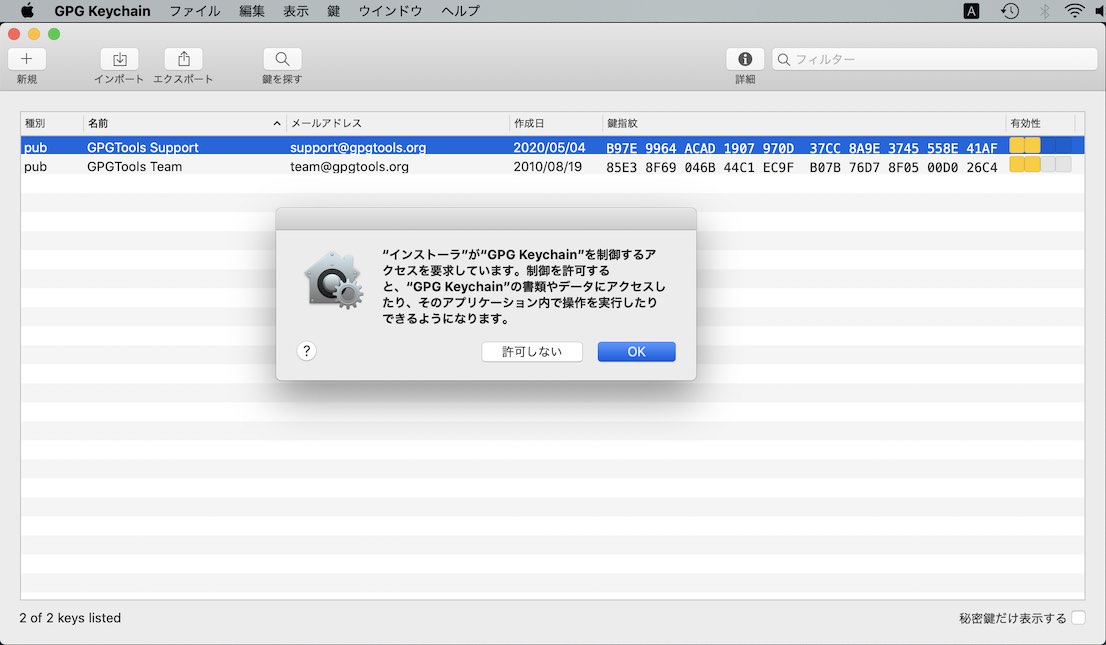 GPG Keychain ファイル 編集 表示 鍵 ウインドウ ヘルプ A
新規 インポート エクスポート 鍵を探す 詳細 フィルター
種別 名前 メールアドレス 作成日 鍵指紋 有効性
pub GPGTools Support support@gpgtools.org 2020/05/04 B97E 9964 ACAD 1907 970D 37CC 8A9E 3745 558E 41AF
pub GPGTools Team team@gpgtools.org 2010/08/19 85E3 8F69 046B 44C1 EC9F B07B 76D7 8F05 00D0 26C4
“インストーラ”が“GPG Keychain”を制御するア
クセスを要求しています。制御を許可する
と、“GPG Keychain”の書類やデータにアクセスし
たり、そのアプリケーション内で操作を実行したり
できるようになります。
? 許可しない OK
2 of 2 keys listed 秘密鍵だけ表示する